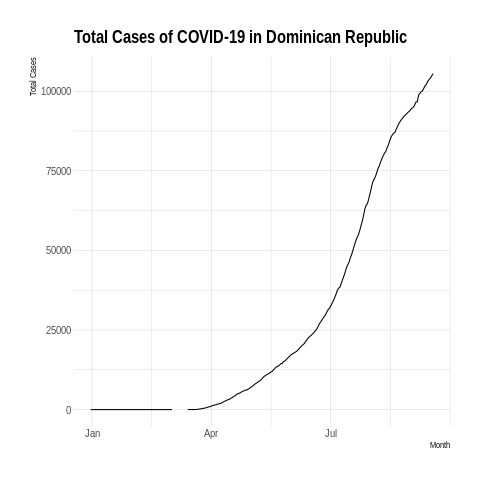 Total Cases of COVID-19 in Dominican Republic
Total Cases
100000
75000
50000
25000
0
Jan Apr Jul
Month